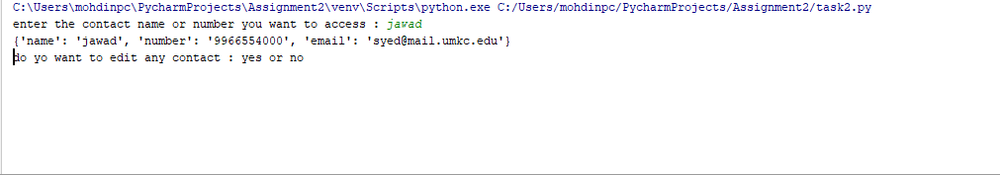 C:\Users\mohdinpc\PycharmProjects\Assignment2\venv\Scripts\python.exe C:/Users/mohdinpc/PycharmProjects/Assignment2/task2.py
enter the contact name or number you want to access : javad
{'name': 'jawad', 'number': '9966554000', 'email': 'syed@mail.umkc.edu'}
do yo want to edit any contact : yes or no